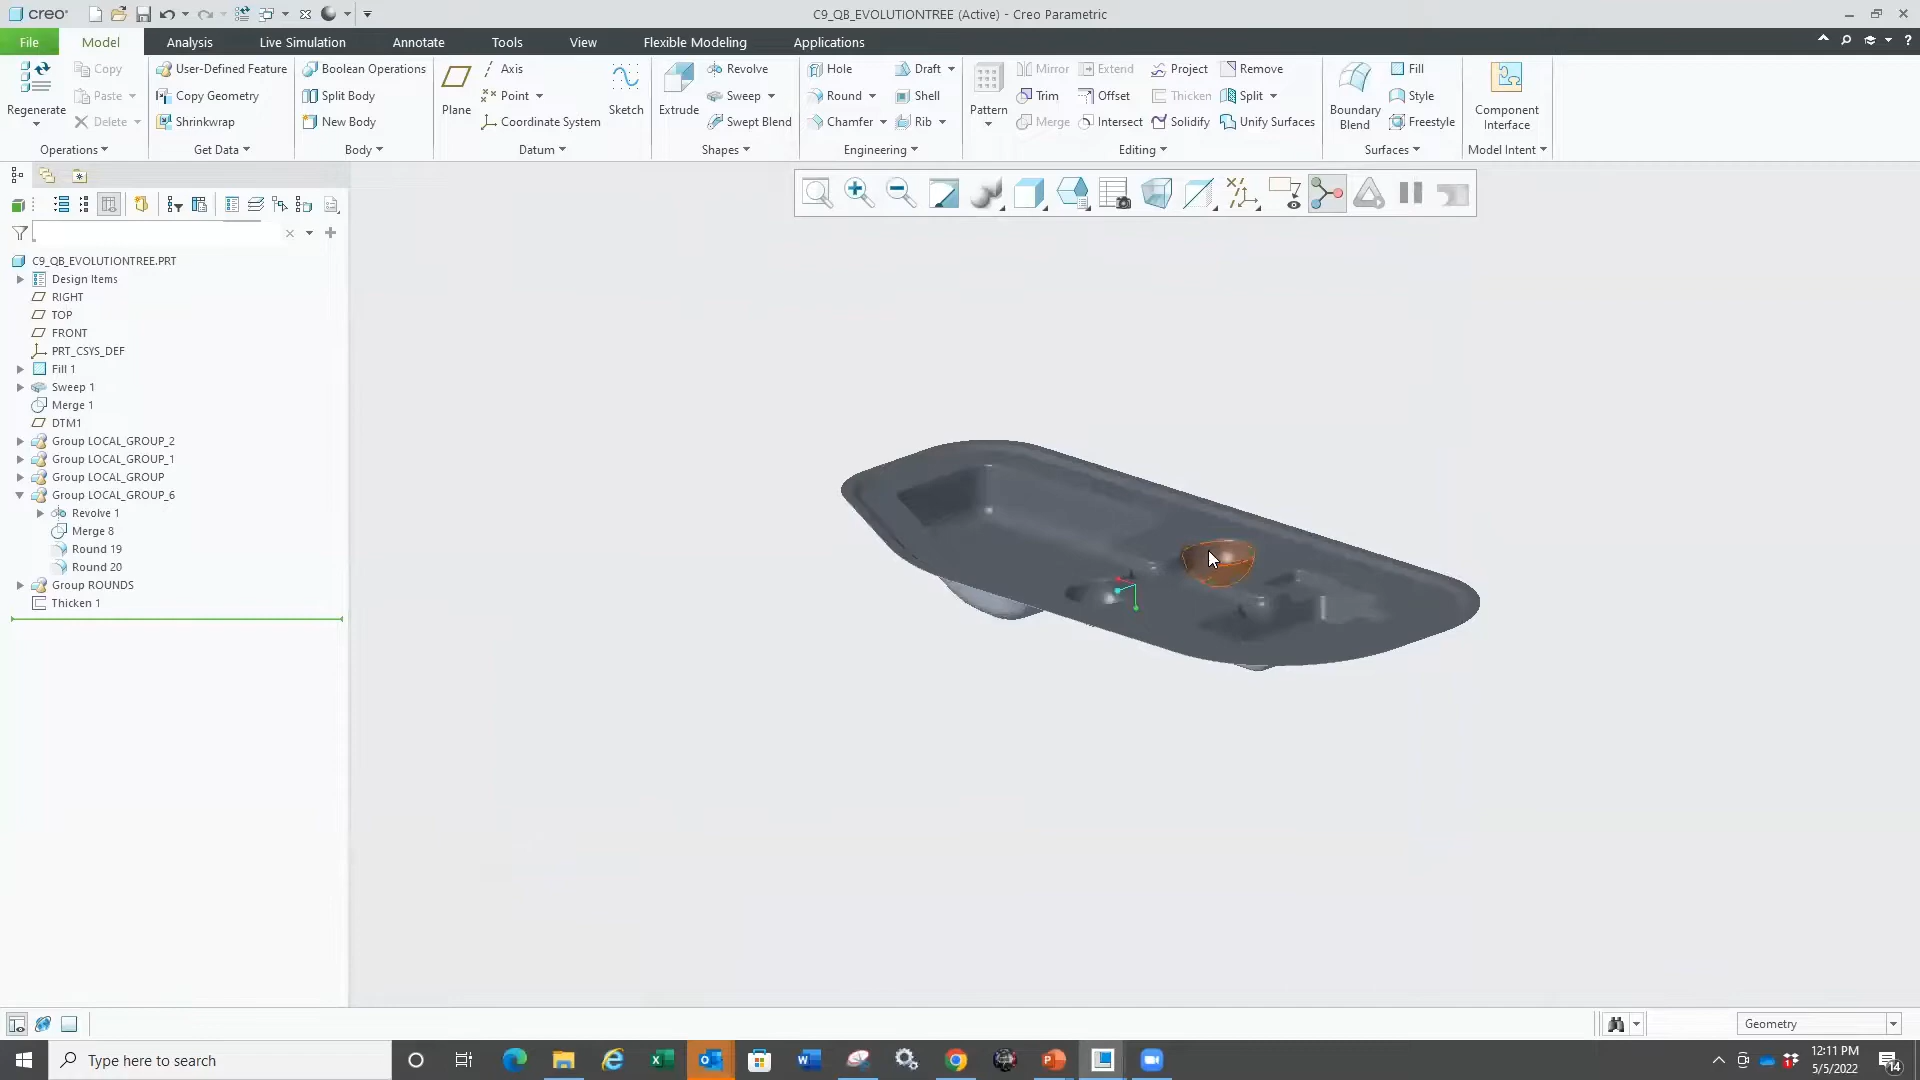 creo
C9_QB_EVOLUTIONTREE (Active) - Creo Parametric
File Model Analysis Live Simulation Annotate Tools View Flexible Modeling Applications
Regenerate Copy Paste Delete
Operations
User-Defined Feature
Copy Geometry
Shrinkwrap
Get Data
Boolean Operations
Split Body
New Body
Body
Plane Axis Point Coordinate System Sketch
Datum
Extrude Revolve Sweep Swept Blend
Shapes
Hole Draft
Round Shell
Chamfer Rib
Engineering
Pattern Mirror Extend Project Remove
Trim Offset Thicken Split
Merge Intersect Solidify Unify Surfaces
Editing
Boundary Blend Fill Style Freestyle
Surfaces
Component Interface
Model Intent
C9_QB_EVOLUTIONTREE.PRT
Design Items
RIGHT
TOP
FRONT
PRT_CSYS_DEF
Fill 1
Sweep 1
Merge 1
DTM1
Group LOCAL_GROUP_2
Group LOCAL_GROUP_1
Group LOCAL_GROUP
Group LOCAL_GROUP_6
Revolve 1
Merge 8
Round 19
Round 20
Group ROUNDS
Thicken 1
Geometry
Type here to search
12:11 PM
5/5/2022
14